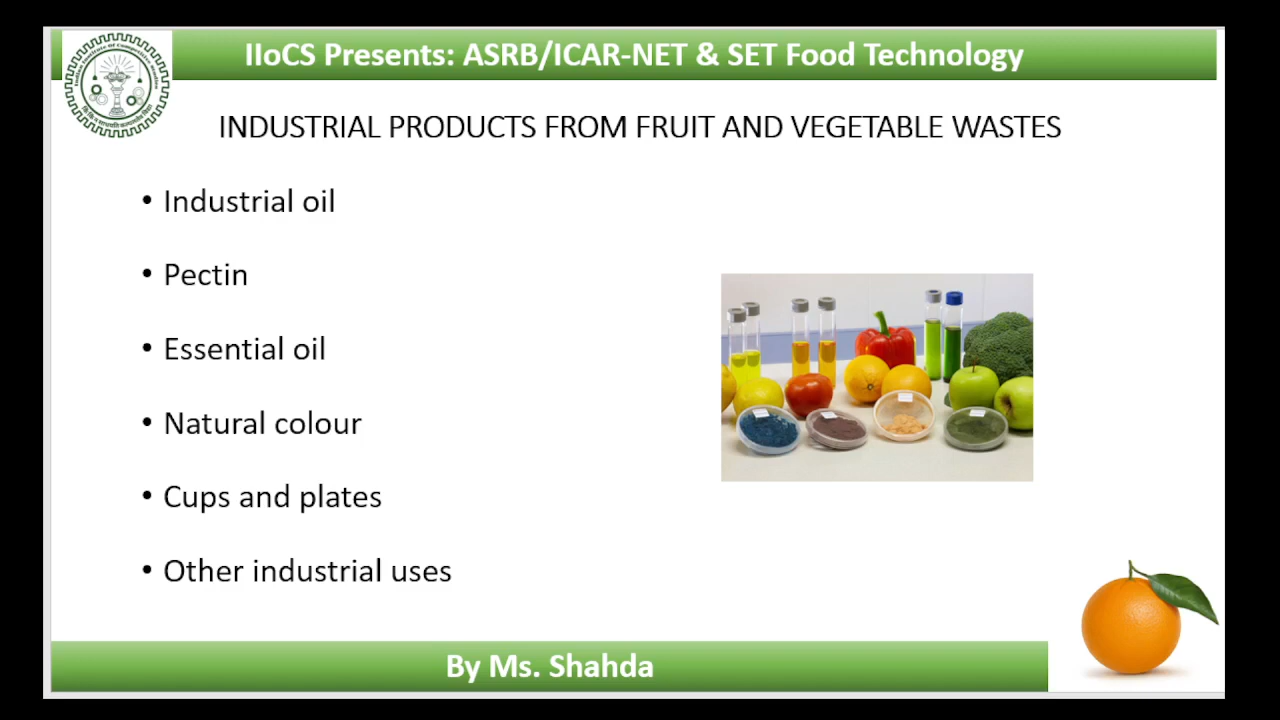 IIoCS Presents: ASRB/ICAR-NET & SET Food Technology
INDUSTRIAL PRODUCTS FROM FRUIT AND VEGETABLE WASTES
• Industrial oil
• Pectin
• Essential oil
• Natural colour
• Cups and plates
• Other industrial uses
By Ms. Shahda